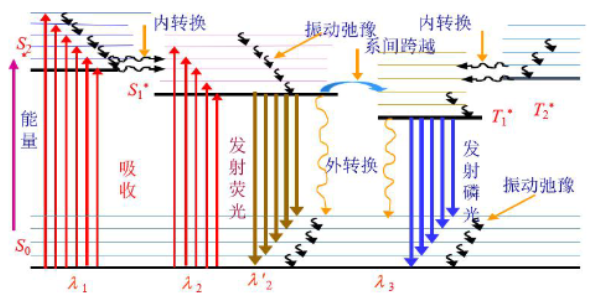 内转换
振动弛豫
内转换
系间跨越
S₂*
S₁*
T₁*
T₂*
能量
吸收
发射荧光
外转换
发射磷光
振动弛豫
S₀
λ₁
λ₂
λ'₂
λ₃